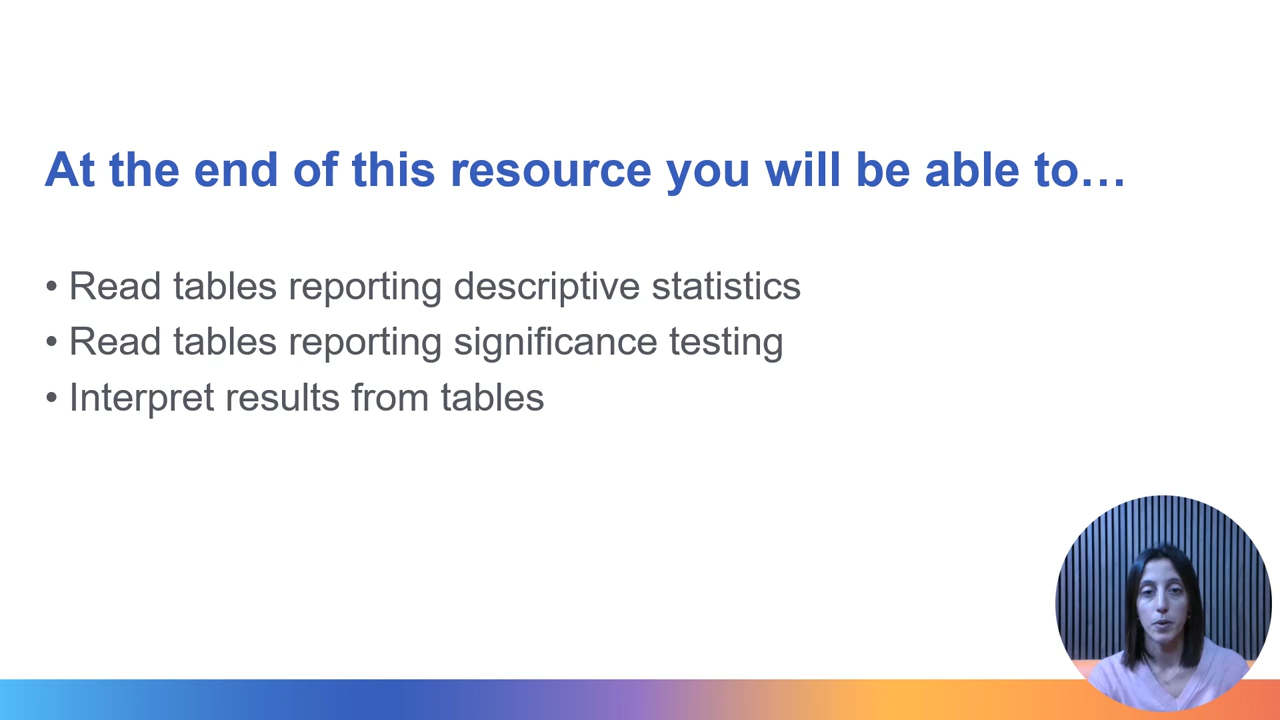 At the end of this resource you will be able to…
• Read tables reporting descriptive statistics
• Read tables reporting significance testing
• Interpret results from tables